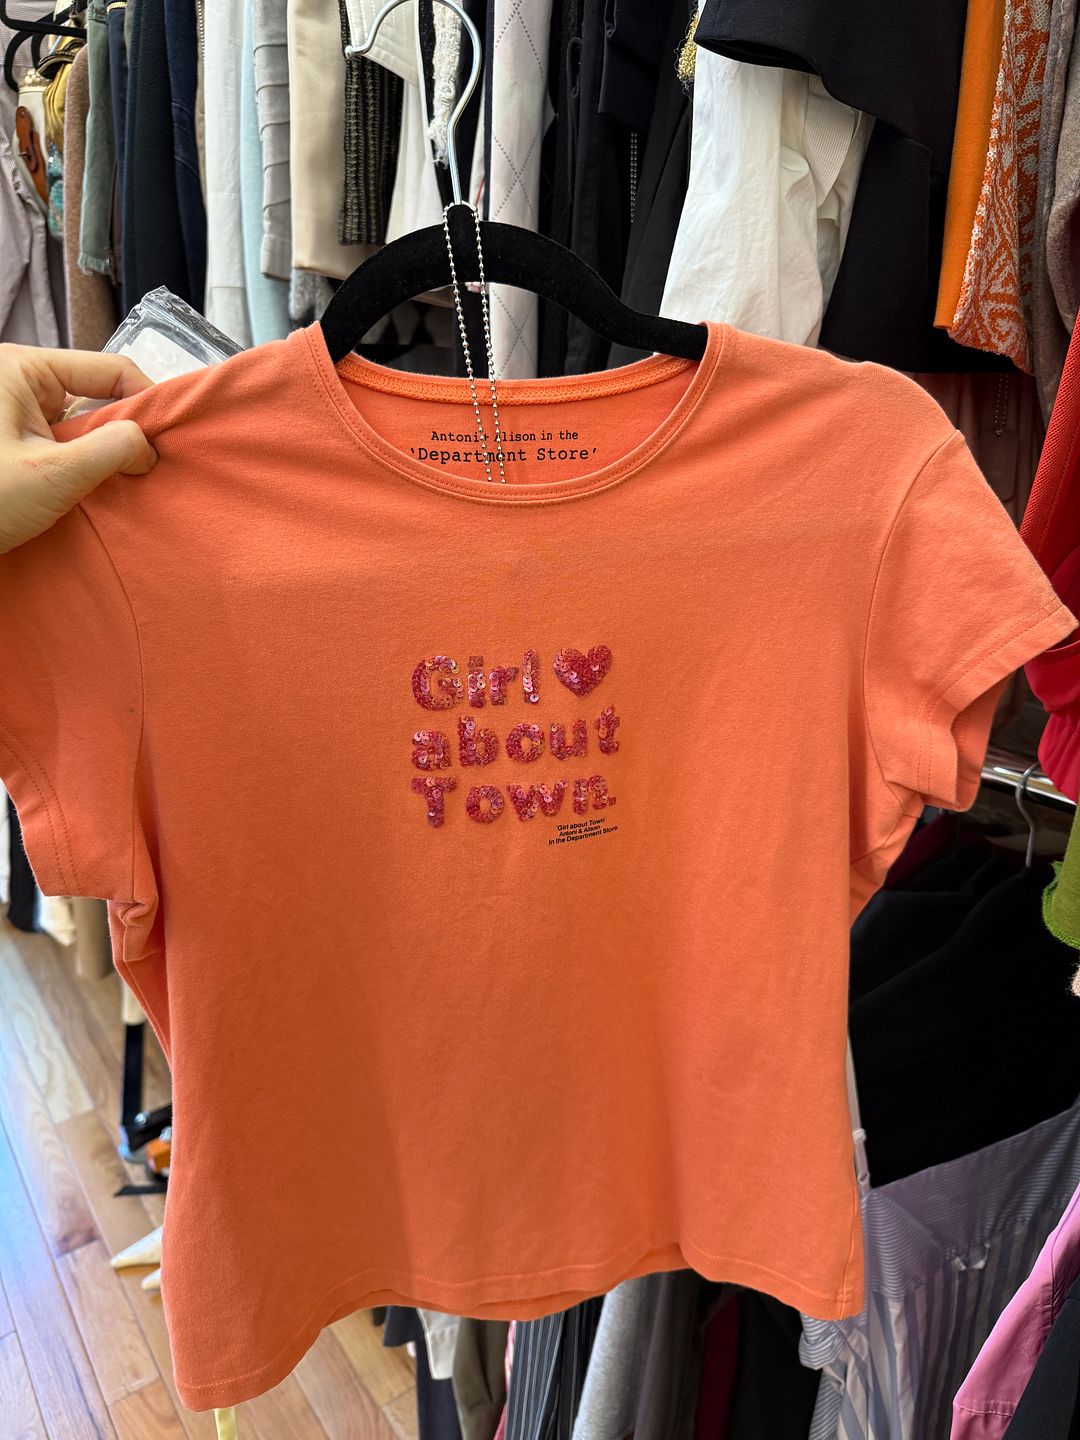 Antoni + Alison in the
'Department Store'
Girl ♥
about
Town.
'Girl about Town'
Antoni & Alison
In the Department Store